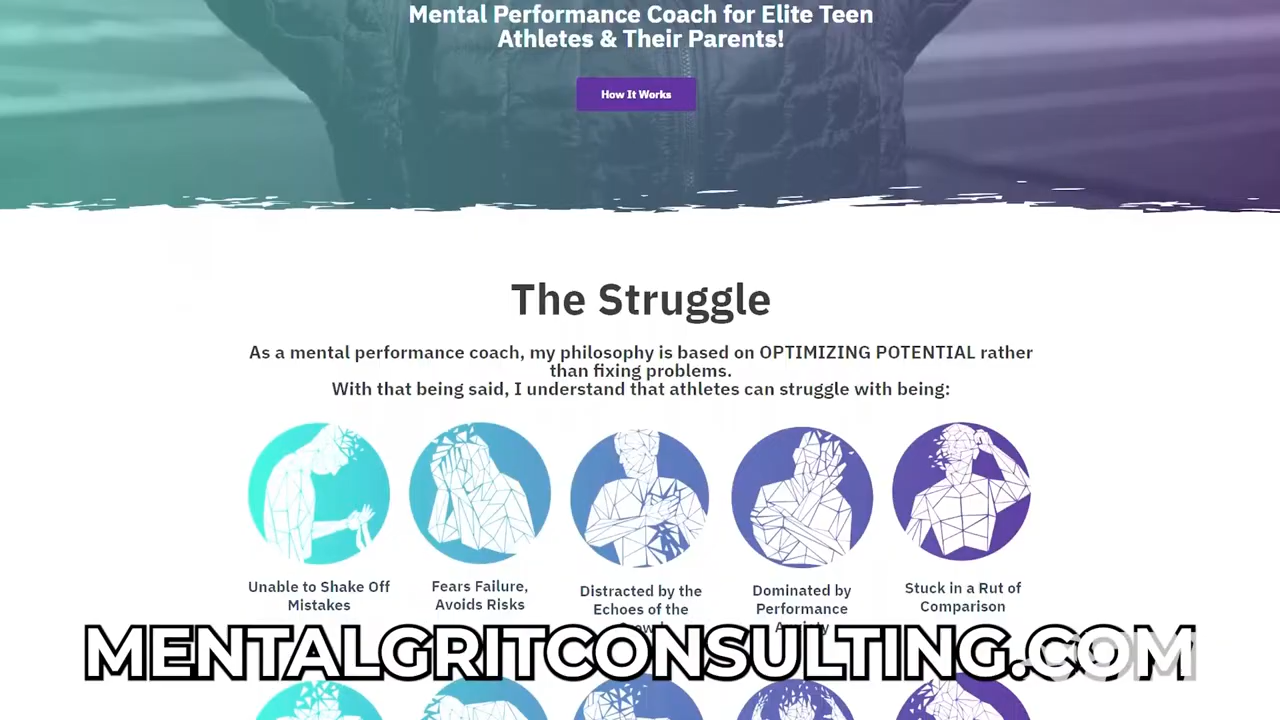 Mental Performance Coach for Elite Teen
Athletes & Their Parents!
How It Works
The Struggle
As a mental performance coach, my philosophy is based on OPTIMIZING POTENTIAL rather
than fixing problems.
With that being said, I understand that athletes can struggle with being:
Unable to Shake Off
Mistakes
Fears Failure,
Avoids Risks
Distracted by the
Echoes of the
Dominated by
Performance
Anxiety
Stuck in a Rut of
Comparison
MENTALGRITCONSULTING.COM